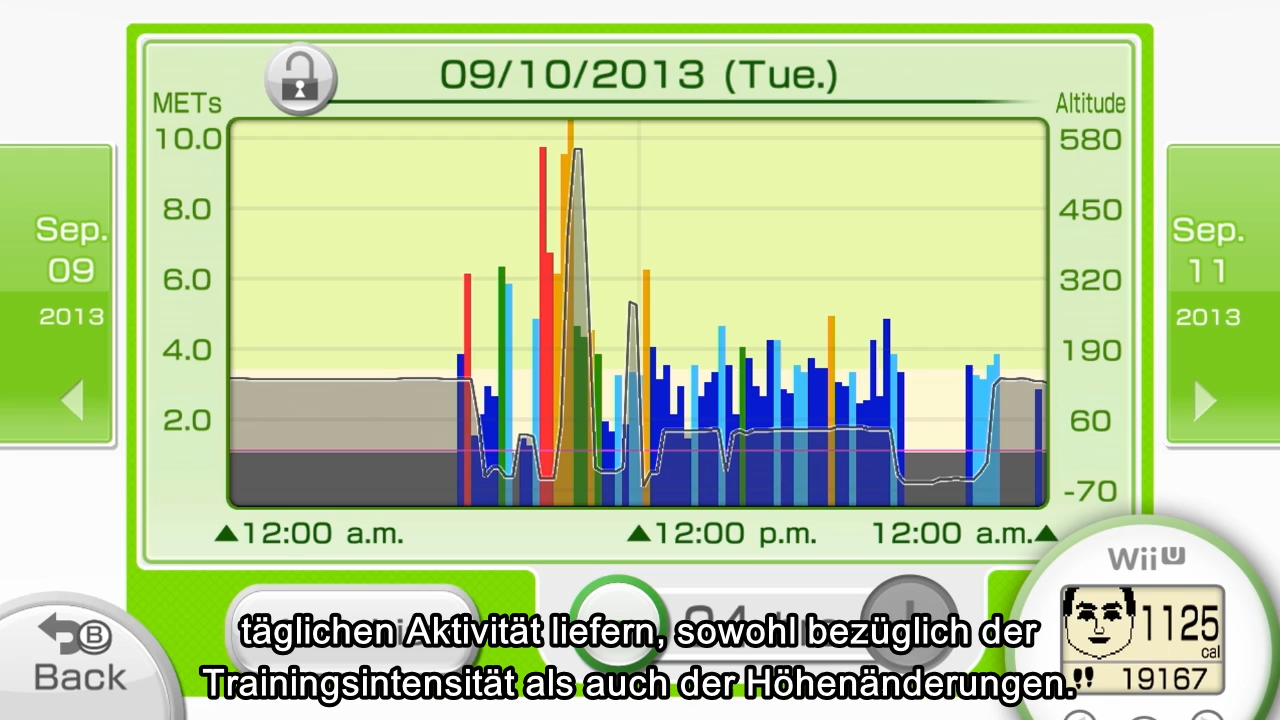 09/10/2013 (Tue.)
METs
Altitude
10.0
8.0
6.0
4.0
2.0
580
450
320
190
60
-70
Sep.
09
2013
Sep.
11
2013
12:00 a.m.
12:00 p.m.
12:00 a.m.
Wii U
1125
cal
19167
B
Back
täglichen Aktivität liefern, sowohl bezüglich der
Trainingsintensität als auch der Höhenänderungen.